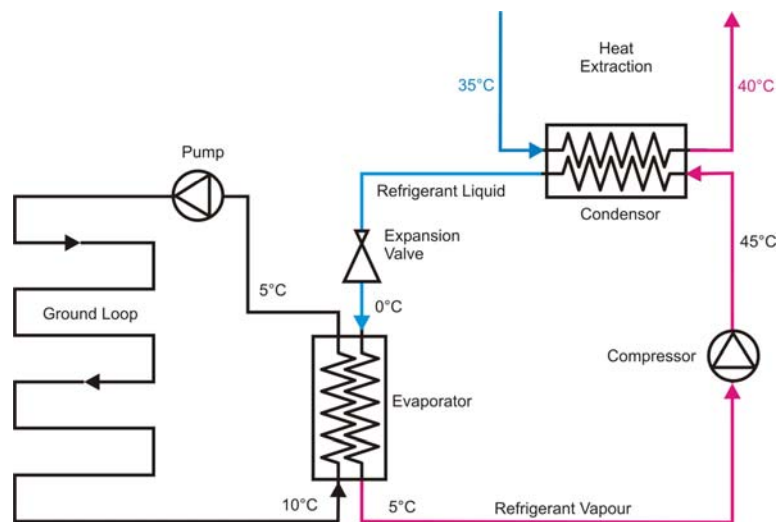 Heat
Extraction
35°C
40°C
Pump
Refrigerant Liquid
Condensor
Expansion
Valve
45°C
5°C
0°C
Ground Loop
Compressor
Evaporator
10°C
5°C
Refrigerant Vapour